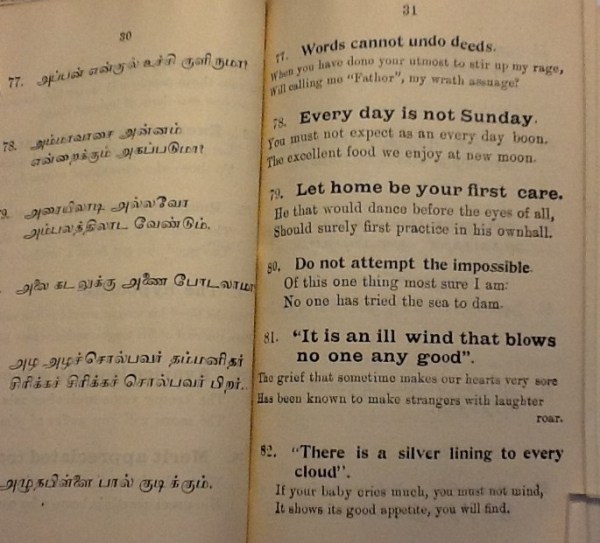 30
77. அப்பன் என்குல் உச்சி குளிருமா?
78. அம்மாவாசை அன்னம்
என்றைக்கும் அகப்படுமா?
9. அரையிலாடி அல்லவோ
அம்பலத்திலாட வேண்டும்.
அலை கடலுக்கு அணை போடலாமா
அழ அழச்சொல்பவர் தம்மனிதர்
சிரிக்கச் சிரிக்கச் சொல்பவர் பிறர்..
அழுதபிள்ளை பால் குடிக்கும்.
31
77. Words cannot undo deeds.
When you have done your utmost to stir up my rage,
Will calling me "Father", my wrath assuage?
78. Every day is not Sunday.
You must not expect as an every day boon.
The excellent food we enjoy at new moon.
79. Let home be your first care.
He that would dance before the eyes of all,
Should surely first practice in his ownhall.
80. Do not attempt the impossible.
Of this one thing most sure I am:
No one has tried the sea to dam.
81. "It is an ill wind that blows
no one any good".
The grief that sometime makes our hearts very sore
Has been known to make strangers with laughter
roar.
82. "There is a silver lining to every
cloud".
If your baby cries much, you must not mind,
It shows its good appetite, you will find.